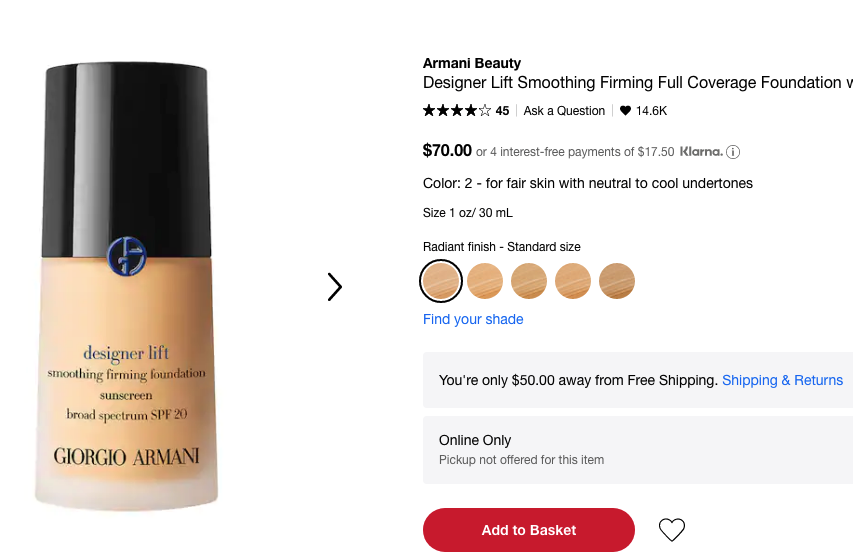 designer lift
smoothing firming foundation
sunscreen
broad spectrum SPF 20
GIORGIO ARMANI
Armani Beauty
Designer Lift Smoothing Firming Full Coverage Foundation
45 Ask a Question 14.6K
$70.00 or 4 interest-free payments of $17.50 Klarna.
Color: 2 - for fair skin with neutral to cool undertones
Size 1 oz/ 30 mL
Radiant finish - Standard size
Find your shade
You're only $50.00 away from Free Shipping. Shipping & Returns
Online Only
Pickup not offered for this item
Add to Basket